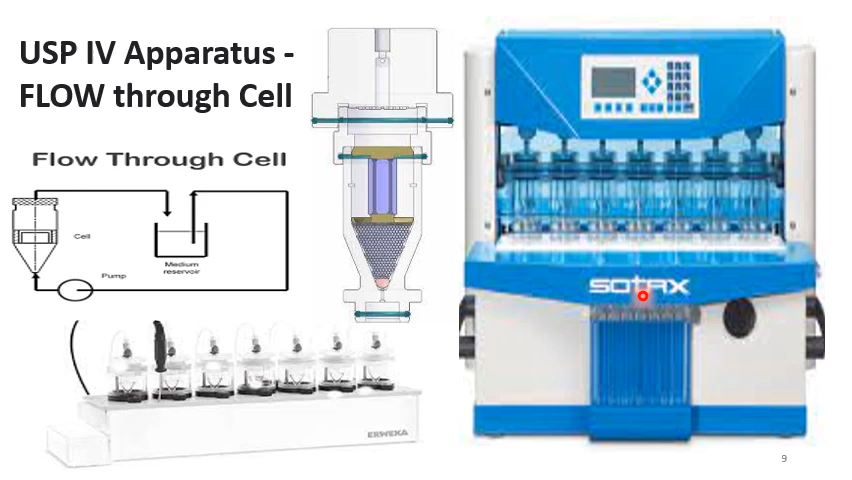 USP IV Apparatus -
FLOW through Cell
Flow Through Cell
Cell
Medium
reservoir
Pump
sotax
ERWEKA
9